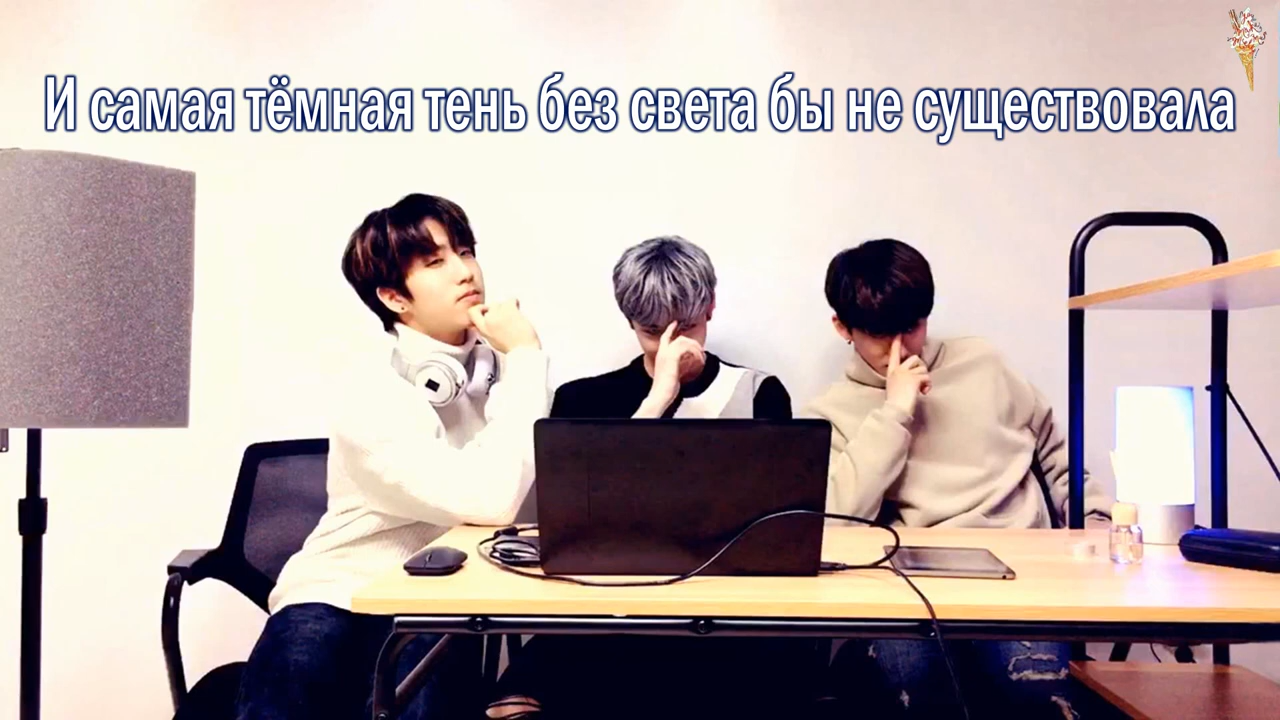 И самая тёмная тень без света бы не существовала